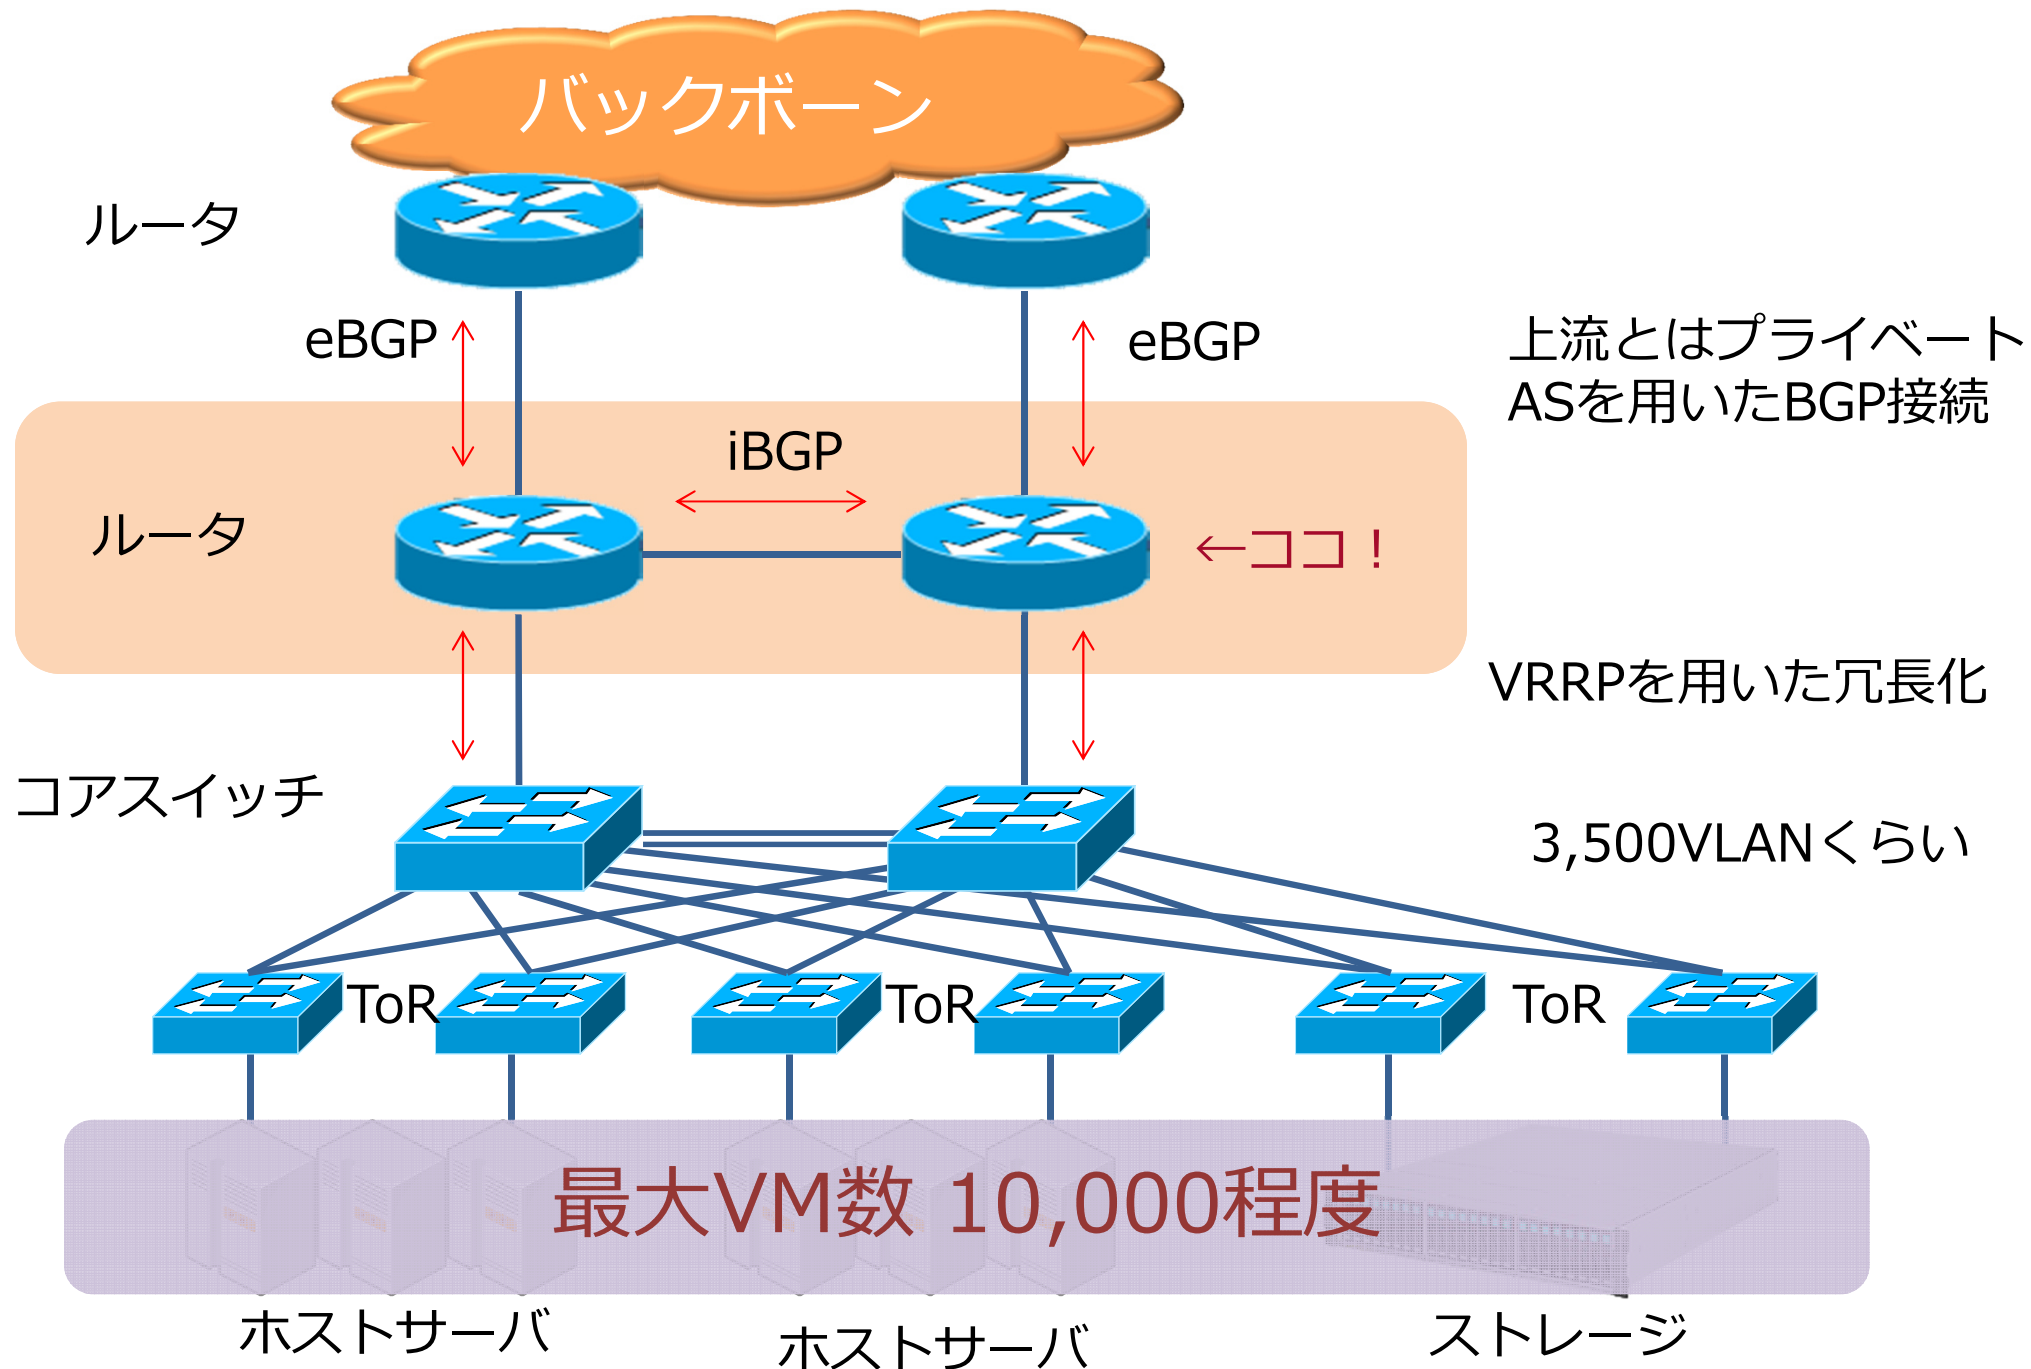 バックボーン
ルータ
eBGP
eBGP
上流とはプライベート
ASを用いたBGP接続
iBGP
ルータ
←ココ！
VRRPを用いた冗長化
コアスイッチ
3,500VLANくらい
ToR
ToR
ToR
最大VM数 10,000程度
ホストサーバ
ホストサーバ
ストレージ